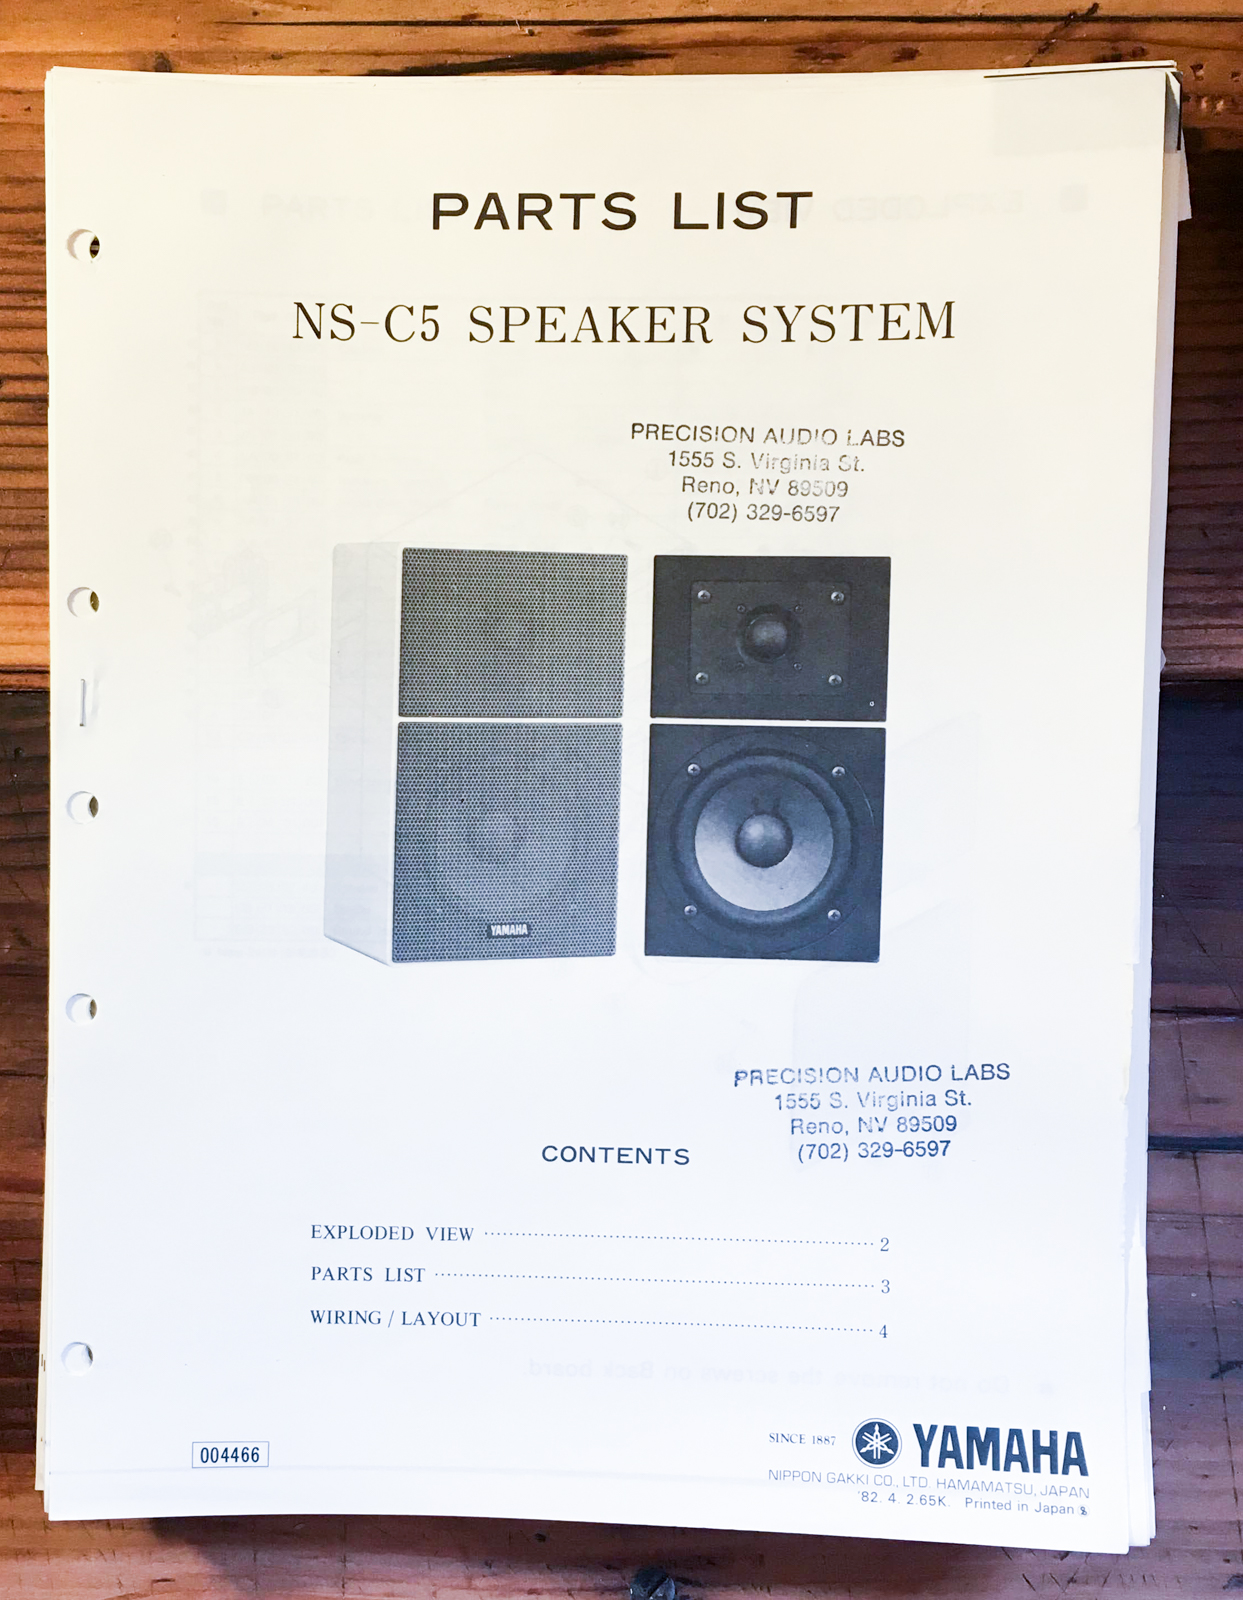 PARTS LIST
NS-C5 SPEAKER SYSTEM
PRECISION AUDIO LABS
1555 S. Virginia St.
Reno, NV 89509
(702) 329-6597
YAMAHA
PRECISION AUDIO LABS
1555 S. Virginia St.
Reno, NV 89509
(702) 329-6597
CONTENTS
EXPLODED VIEW 2
PARTS LIST 3
WIRING / LAYOUT 4
004466
SINCE 1887 YAMAHA
NIPPON GAKKI CO., LTD. HAMAMATSU, JAPAN
'82. 4. 2.65K. Printed in Japan